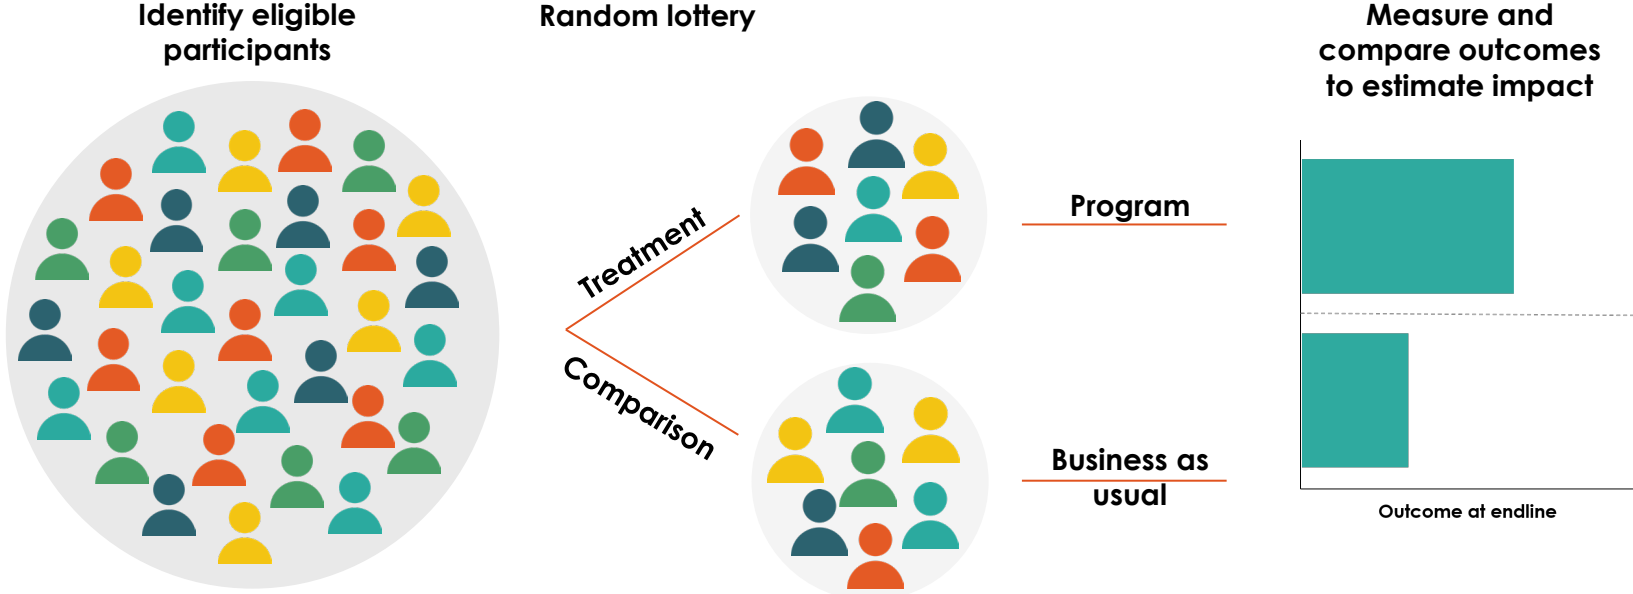 Identify eligible
participants
Random lottery
Measure and
compare outcomes
to estimate impact
Treatment
Comparison
Program
Business as
usual
Outcome at endline